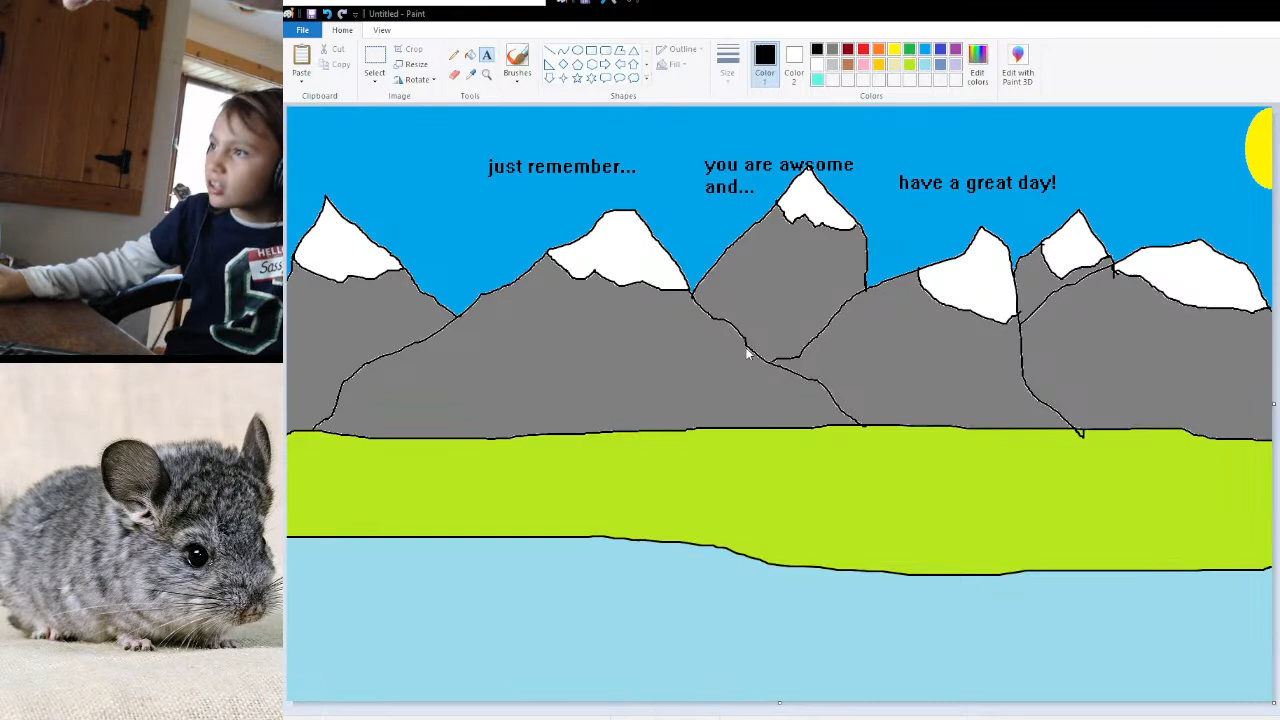 Untitled - Paint
File Home View
Paste
Cut
Copy
Clipboard
Select
Crop
Resize
Rotate
Image
Tools
Brushes
Shapes
Outline
Fill
Size
Color 1
Color 2
Colors
Edit colors
Edit with Paint 3D
just remember...
you are awsome
and...
have a great day!
HELLO
Sass